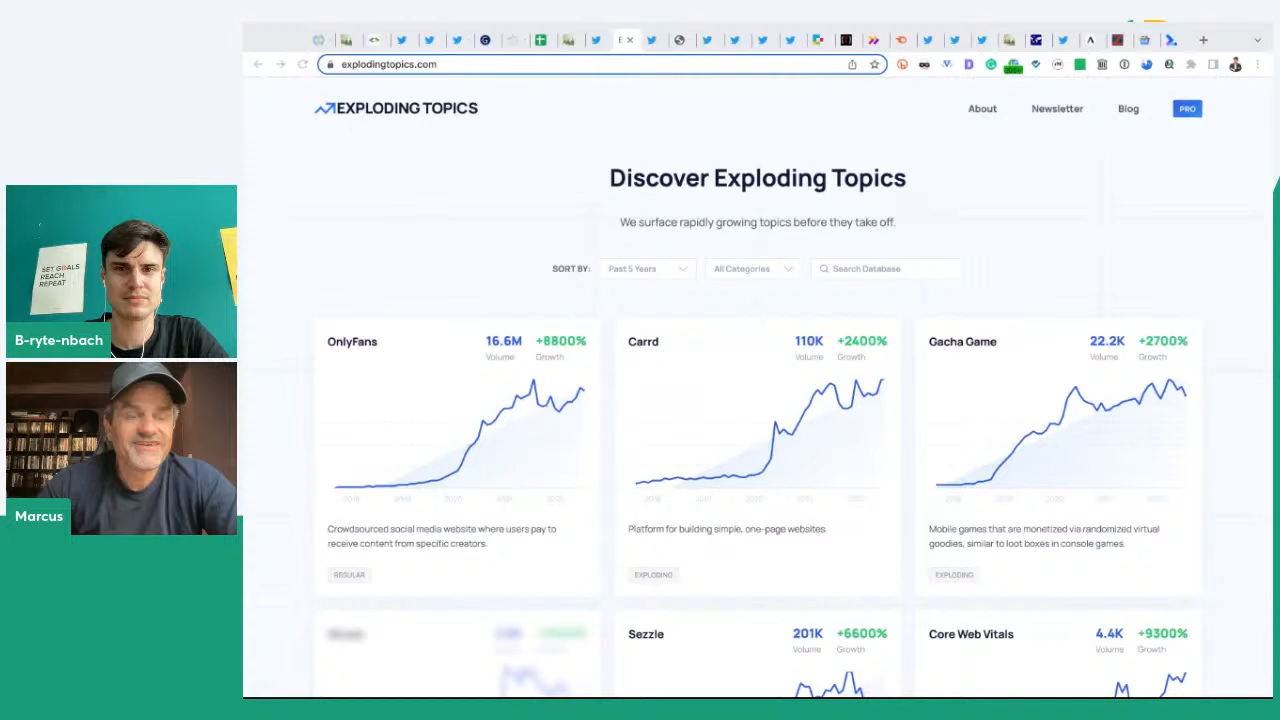 explodingtopics.com
EXPLODING TOPICS
About
Newsletter
Blog
PRO
Discover Exploding Topics
We surface rapidly growing topics before they take off.
SORT BY:
Past 5 Years
All Categories
Search Database
OnlyFans
16.6M
+8800%
Volume
Growth
Crowdsourced social media website where users pay to
receive content from specific creators.
REGULAR
Carrd
110K
+2400%
Volume
Growth
Platform for building simple, one-page websites.
EXPLODING
Gacha Game
22.2K
+2700%
Volume
Growth
Mobile games that are monetized via randomized virtual
goodies, similar to loot boxes in console games.
EXPLODING
Sezzle
201K
+6600%
Volume
Growth
Core Web Vitals
4.4K
+9300%
Volume
Growth
SET GOALS
REACH
REPEAT
B-ryte-nbach
Marcus